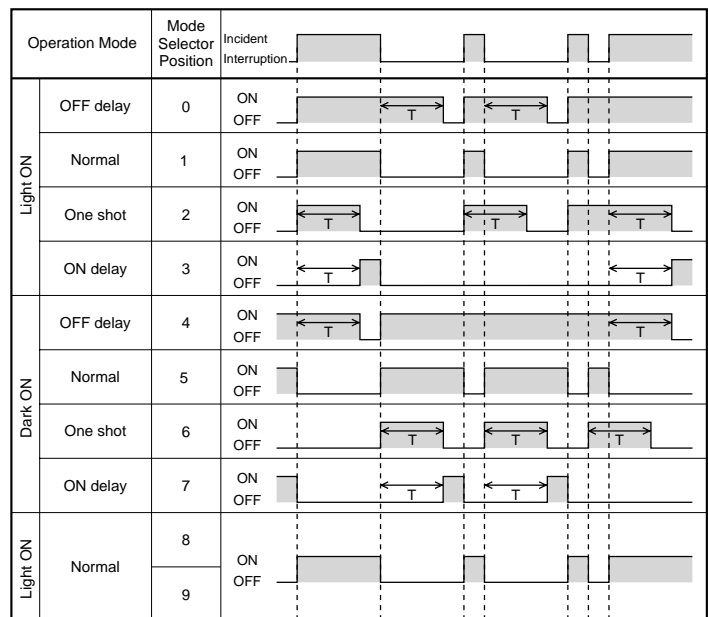 Operation Mode
Mode
Selector
Position
Incident
Interruption
Light ON
OFF delay
0
ON
OFF
T
T
Normal
1
ON
OFF
One shot
2
ON
OFF
T
T
T
ON delay
3
ON
OFF
T
T
Dark ON
OFF delay
4
ON
OFF
T
T
Normal
5
ON
OFF
One shot
6
ON
OFF
T
T
T
ON delay
7
ON
OFF
T
T
Light ON
Normal
8
9
ON
OFF